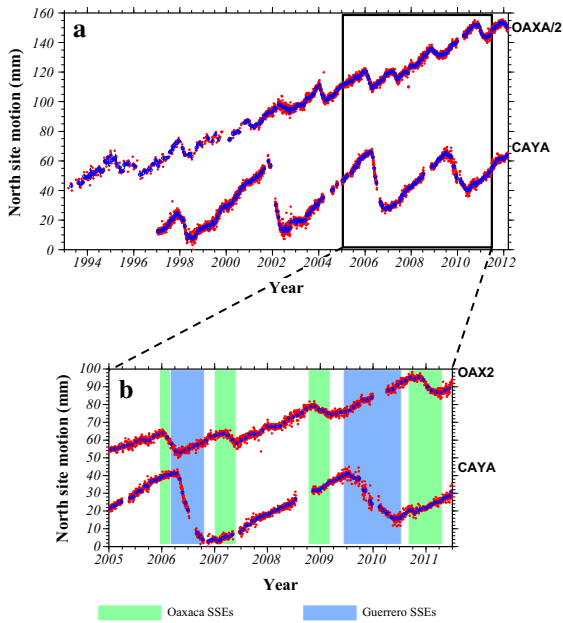 a
OAXA/2
CAYA
North site motion (mm)
160
140
120
100
80
60
40
20
0
1994 1996 1998 2000 2002 2004 2006 2008 2010 2012
Year
b
OAX2
CAYA
North site motion (mm)
100
90
80
70
60
50
40
30
20
10
0
2005 2006 2007 2008 2009 2010 2011
Year
Oaxaca SSEs
Guerrero SSEs